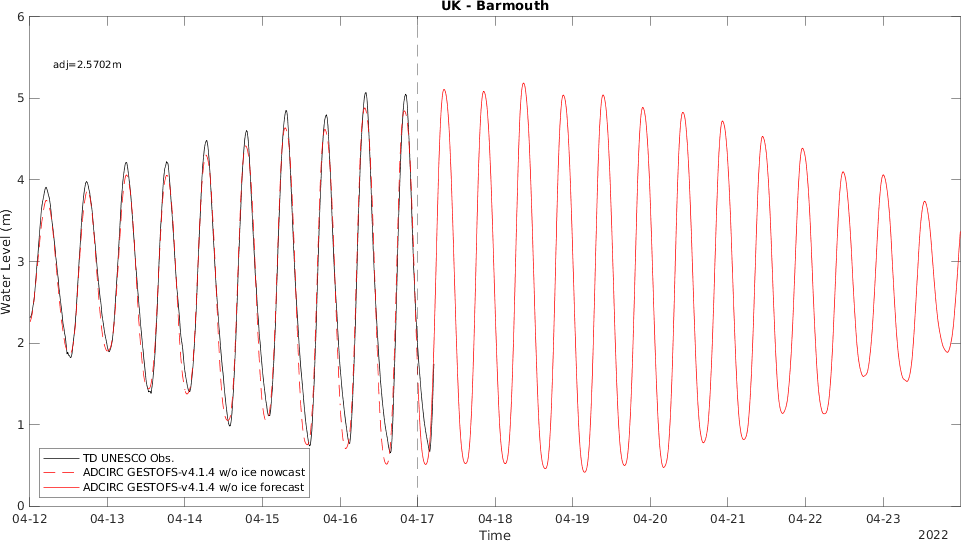 UK - Barmouth
adj=2.5702m
Water Level (m)
6
5
4
3
2
1
0
TD UNESCO Obs.
ADCIRC GESTOFS-v4.1.4 w/o ice nowcast
ADCIRC GESTOFS-v4.1.4 w/o ice forecast
04-12 04-13 04-14 04-15 04-16 04-17 04-18 04-19 04-20 04-21 04-22 04-23
Time
2022